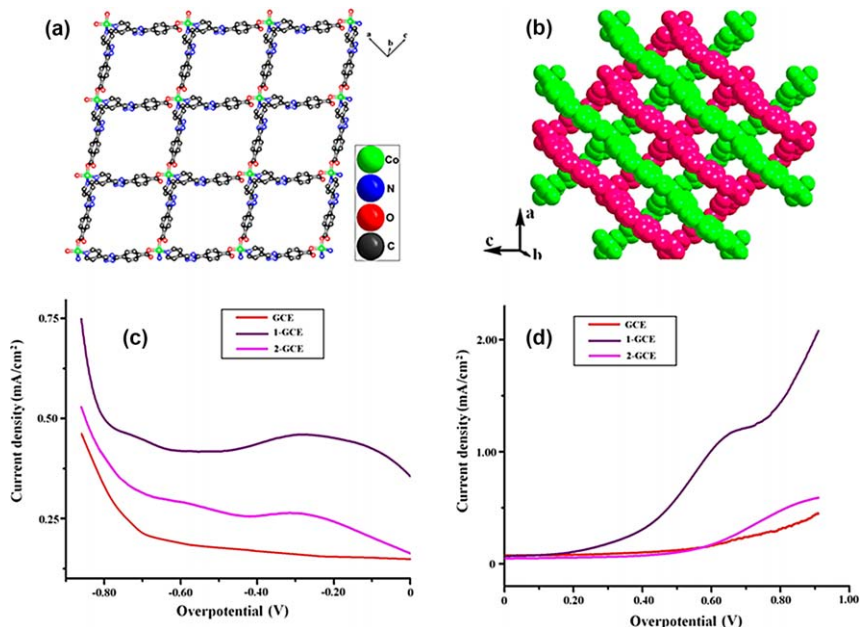 (a)
a
b
c
Co
N
O
C
(b)
a
c
b
(c)
GCE
1-GCE
2-GCE
Current density (mA/cm²)
0.75
0.50
0.25
-0.80
-0.60
-0.40
-0.20
0
Overpotential (V)
(d)
GCE
1-GCE
2-GCE
Current density (mA/cm²)
2.00
1.00
0
0
0.20
0.40
0.60
0.80
1.00
Overpotential (V)